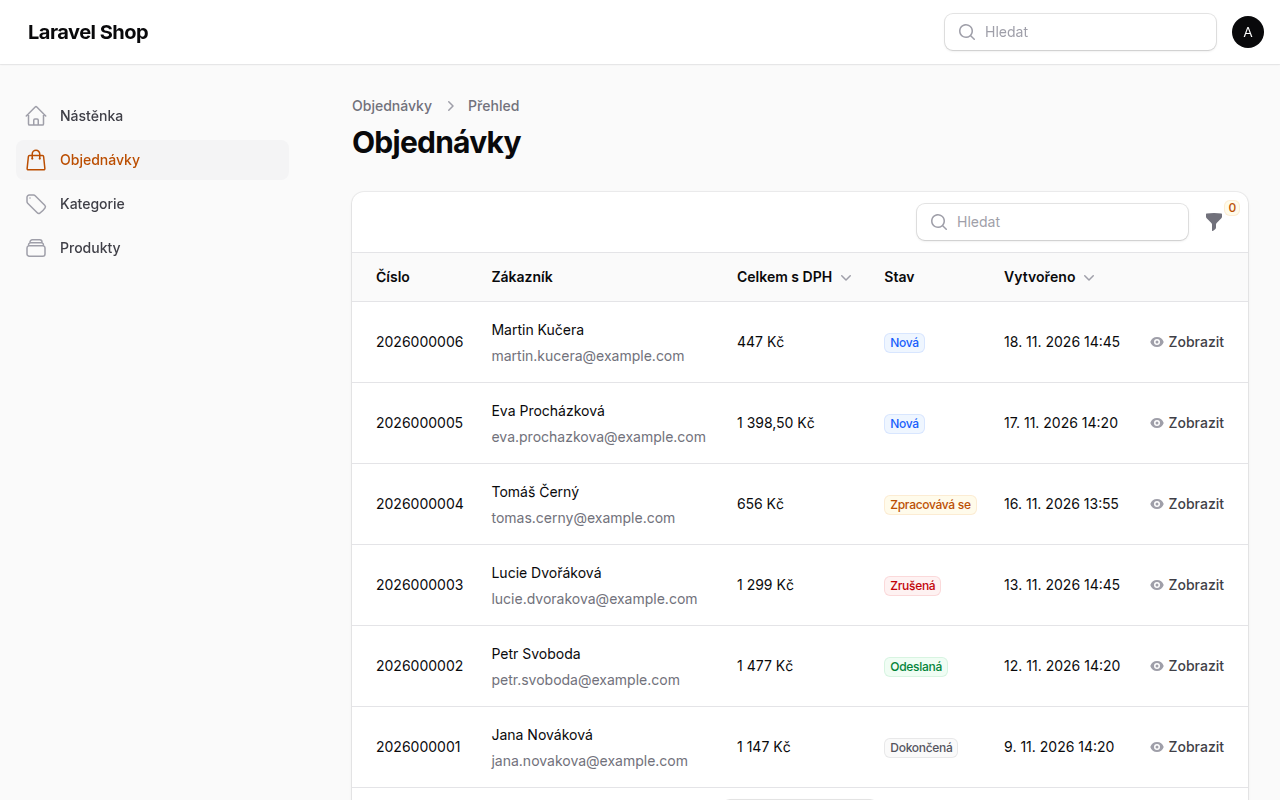 Laravel Shop
Hledat
A
Nástěnka
Objednávky
Kategorie
Produkty
Objednávky Přehled
Objednávky
Hledat
0
Číslo Zákazník Celkem s DPH Stav Vytvořeno
2026000006 Martin Kučera martin.kucera@example.com 447 Kč Nová 18. 11. 2026 14:45 Zobrazit
2026000005 Eva Procházková eva.prochazkova@example.com 1 398,50 Kč Nová 17. 11. 2026 14:20 Zobrazit
2026000004 Tomáš Černý tomas.cerny@example.com 656 Kč Zpracovává se 16. 11. 2026 13:55 Zobrazit
2026000003 Lucie Dvořáková lucie.dvorakova@example.com 1 299 Kč Zrušená 13. 11. 2026 14:45 Zobrazit
2026000002 Petr Svoboda petr.svoboda@example.com 1 477 Kč Odeslaná 12. 11. 2026 14:20 Zobrazit
2026000001 Jana Nováková jana.novakova@example.com 1 147 Kč Dokončená 9. 11. 2026 14:20 Zobrazit